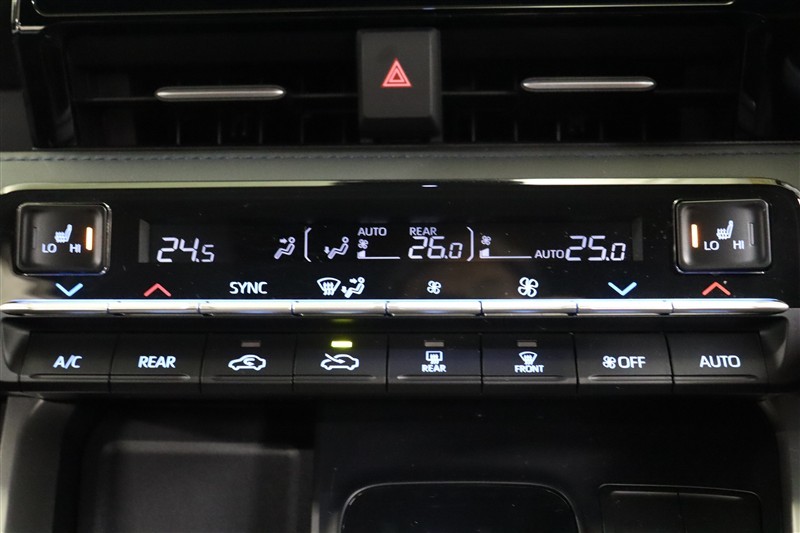 AUTO REAR
LO HI 24.5 26.0 AUTO 25.0 LO HI
SYNC
A/C REAR REAR FRONT OFF AUTO